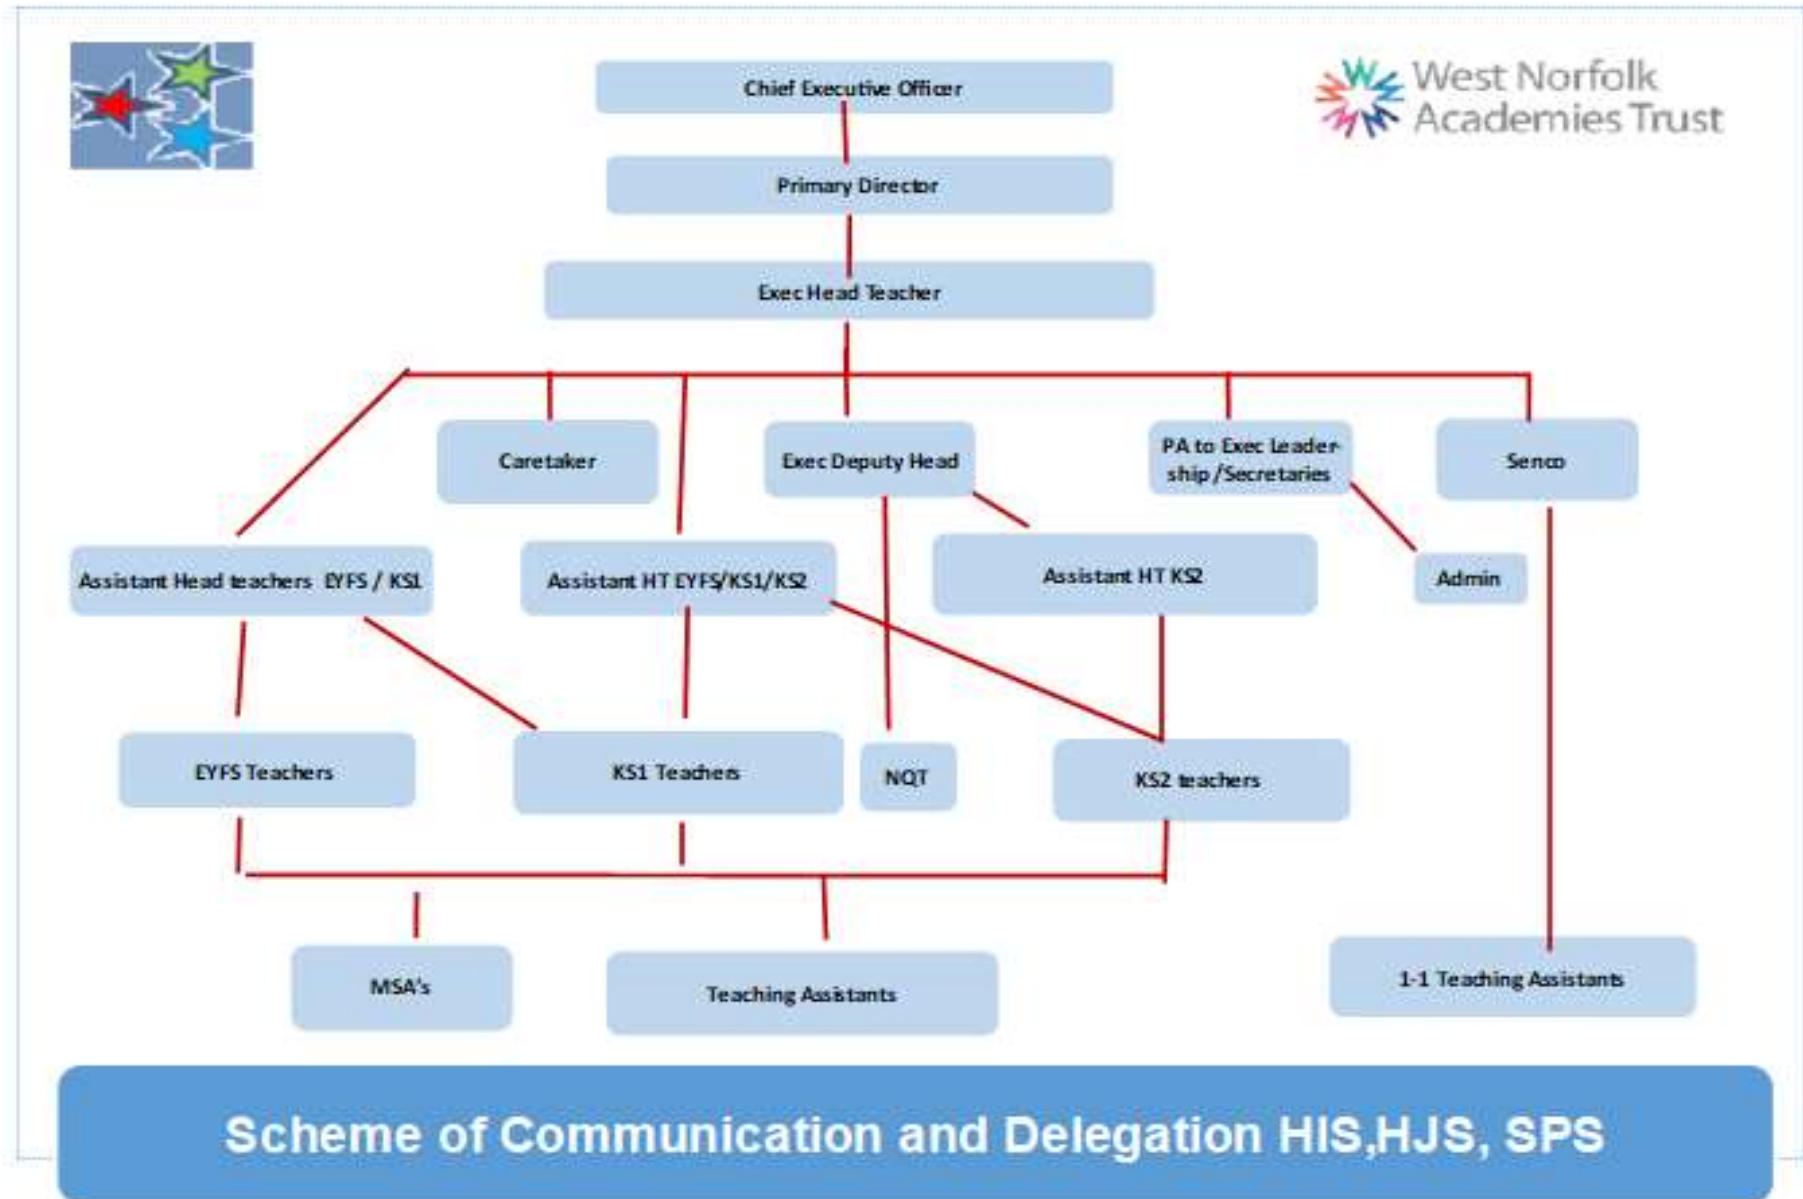 Chief Executive Officer
West Norfolk
Academies Trust
Primary Director
Exec Head Teacher
Caretaker
Exec Deputy Head
PA to Exec Leader-
ship/Secretaries
Senco
Assistant Head teachers EYFS / KS1
Assistant HT EYFS/KS1/KS2
Assistant HT KS2
Admin
EYFS Teachers
KS1 Teachers
NQT
KS2 teachers
MSA's
Teaching Assistants
1-1 Teaching Assistants
Scheme of Communication and Delegation HIS,HJS, SPS